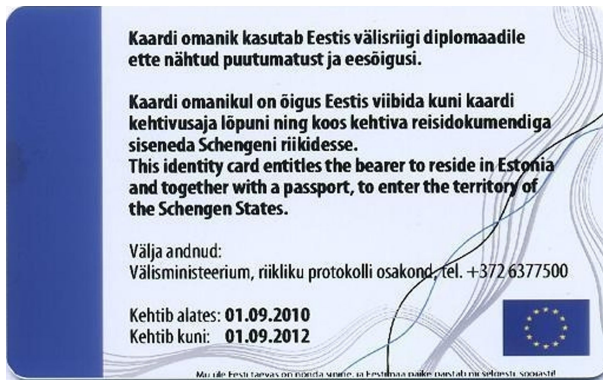 Kaardi omanik kasutab Eestis välisriigi diplomaadile
ette nähtud puutumatust ja eesõigusi.
Kaardi omanikul on õigus Eestis viibida kuni kaardi
kehtivusaja lõpuni ning koos kehtiva reisidokumendiga
siseneda Schengeni riikidesse.
This identity card entitles the bearer to reside in Estonia
and together with a passport, to enter the territory of
the Schengen States.
Välja andnud:
Välisministeerium, riikliku protokolli osakond, tel. +372 6377500
Kehtib alates: 01.09.2010
Kehtib kuni: 01.09.2012